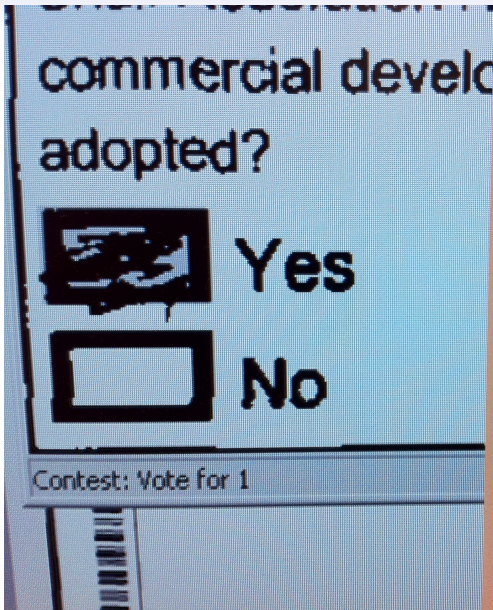 commercial
adopted?
Yes
No
Contest: Vote for 1